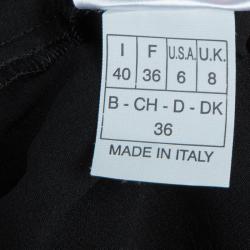 I F U.S.A. U.K.
40 36 6 8
B - CH - D - DK
36
MADE IN ITALY